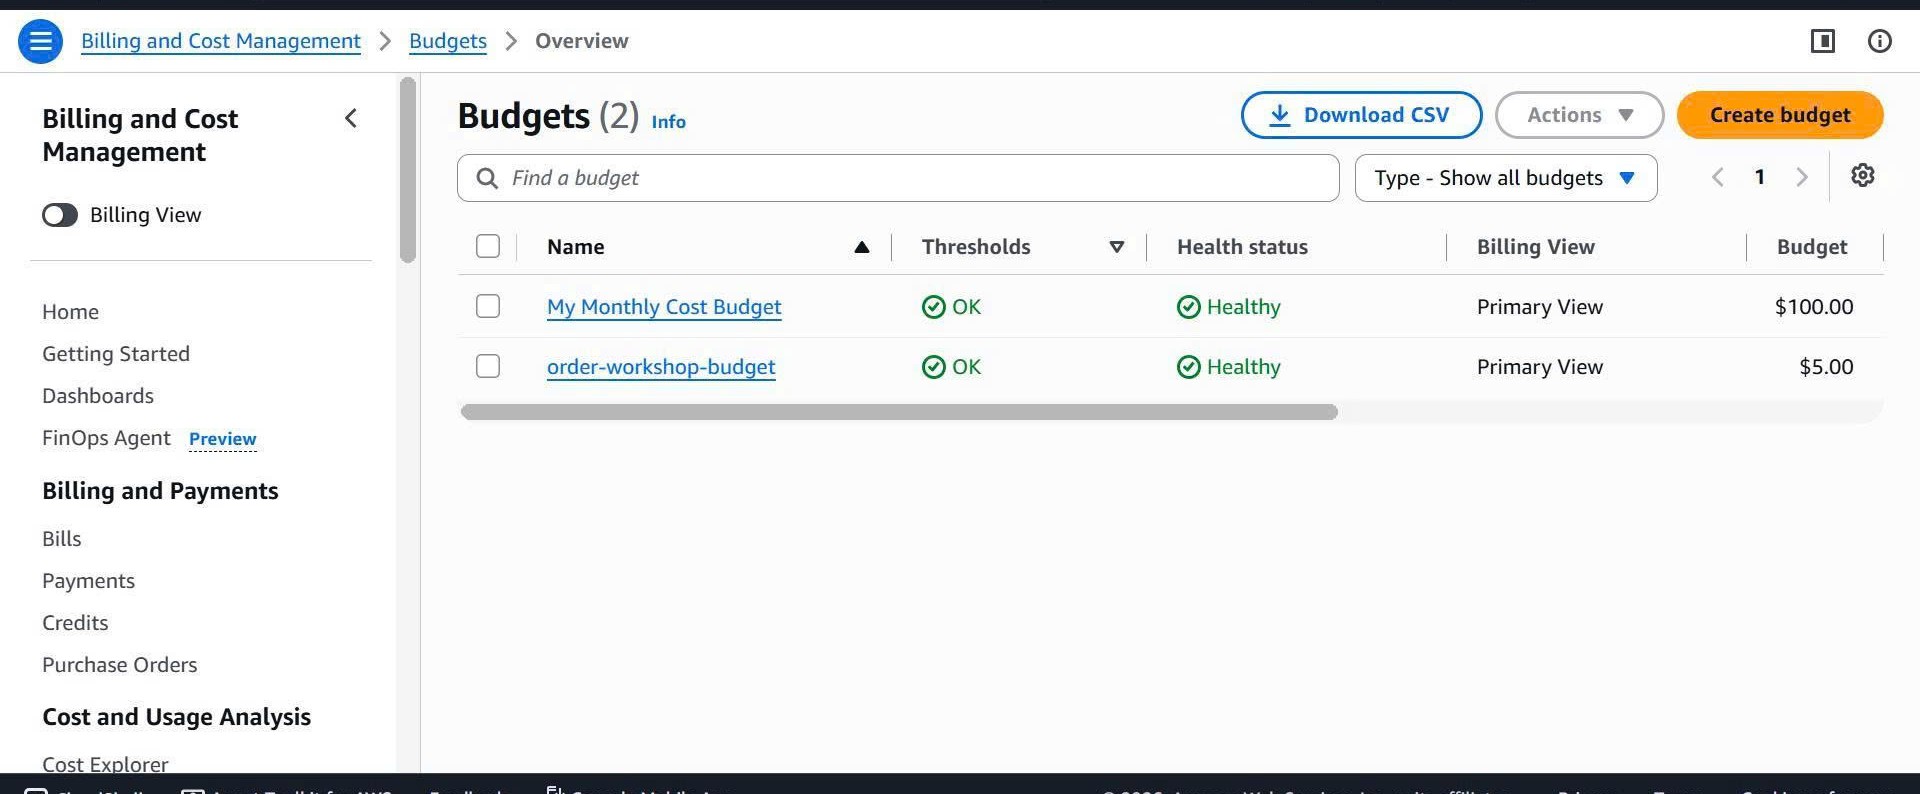 Billing and Cost Management > Budgets > Overview
Billing and Cost
Management
Billing View
Home
Getting Started
Dashboards
FinOps Agent Preview
Billing and Payments
Bills
Payments
Credits
Purchase Orders
Cost and Usage Analysis
Cost Explorer
Budgets (2) Info
Download CSV
Actions
Create budget
Find a budget
Type - Show all budgets
1
Name Thresholds Health status Billing View Budget
My Monthly Cost Budget OK Healthy Primary View $100.00
order-workshop-budget OK Healthy Primary View $5.00